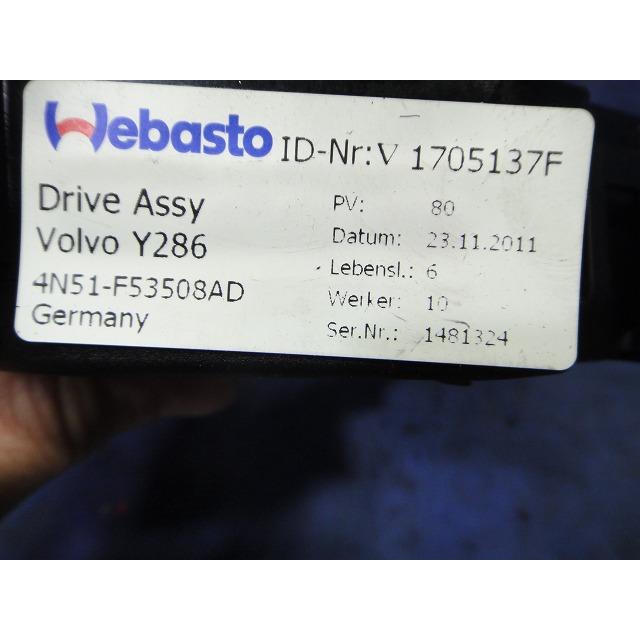 Webasto ID-Nr:V 1705137F
Drive Assy
Volvo Y286
4N51-F53508AD
Germany
PV: 80
Datum: 23.11.2011
Lebensl.: 6
Werker: 10
Ser.Nr.: 1481324